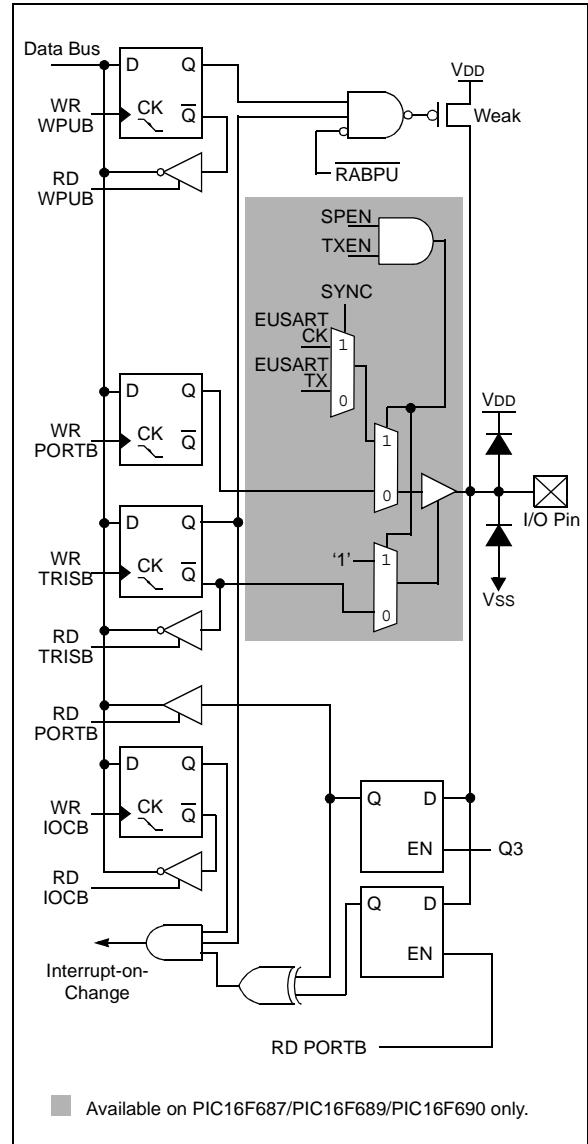 Data Bus
D Q
WR
WPUB
CK Q
RD
WPUB
VDD
Weak
RABPU
SPEN
TXEN
SYNC
EUSART
CK
EUSART
TX
1
0
D Q
WR
PORTB
CK Q
1
0
VDD
I/O Pin
VSS
D Q
WR
TRISB
CK Q
'1'
1
0
RD
TRISB
RD
PORTB
D Q
WR
IOCB
CK Q
RD
IOCB
Q D
EN
Q3
Q D
EN
Interrupt-on-
Change
RD PORTB
Available on PIC16F687/PIC16F689/PIC16F690 only.